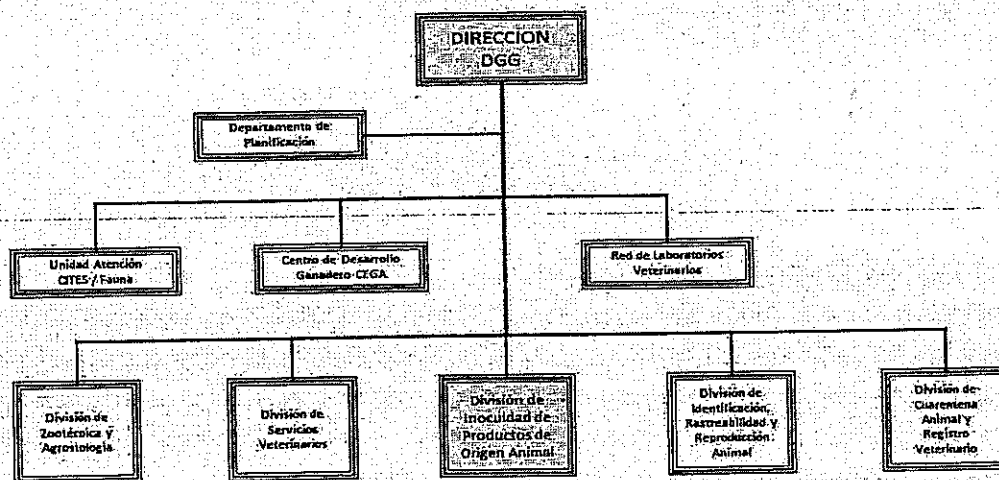 DIRECCION
DGG
Departamento de
Planificación
Unidad Atención
CITES / Fauna
Centro de Desarrollo
Ganadero-CEGA
Red de Laboratorios
Veterinarios
División de
Zootécnica y
Agrostología
División de
Servicios
Veterinarios
División de
Inocuidad de
Productos de
Origen Animal
División de
Identificación,
Rastreabilidad y
Reproducción
Animal
División de
Cuarentena
Animal y
Registro
Veterinario